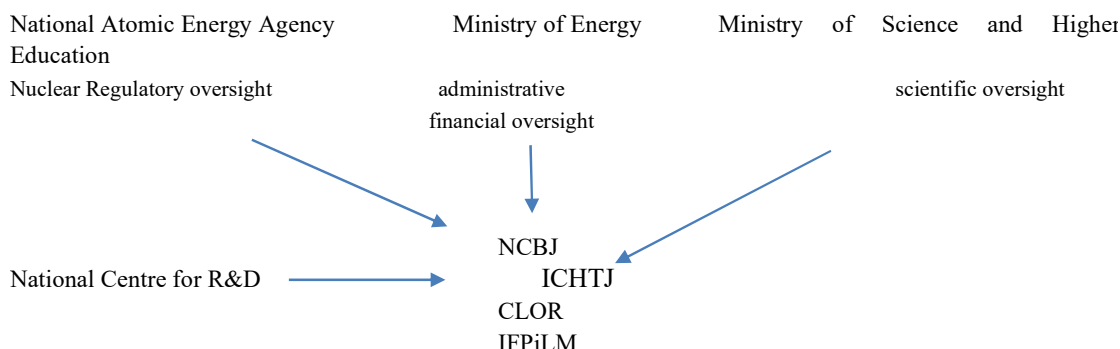 National Atomic Energy Agency Ministry of Energy Ministry of Science and Higher
Education
Nuclear Regulatory oversight administrative scientific oversight
financial oversight
NCBJ
National Centre for R&D ICHTJ
CLOR
IFPiLM